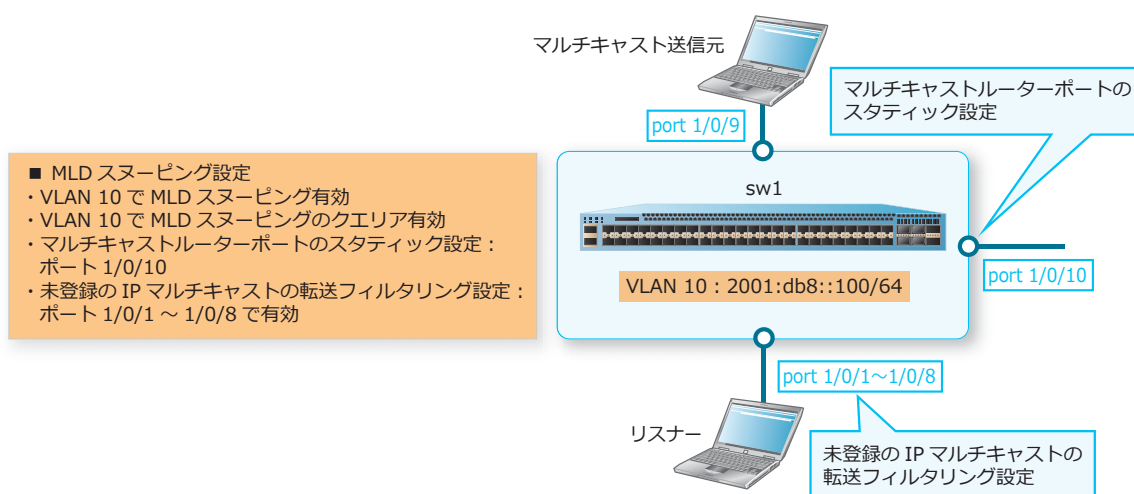 マルチキャスト送信元
マルチキャストルーターポートの
スタティック設定
port 1/0/9
■ MLD スヌーピング設定
・VLAN 10 で MLD スヌーピング有効
・VLAN 10 で MLD スヌーピングのクエリア有効
・マルチキャストルーターポートのスタティック設定：
ポート 1/0/10
・未登録の IP マルチキャストの転送フィルタリング設定：
ポート 1/0/1 ～ 1/0/8 で有効
sw1
VLAN 10 : 2001:db8::100/64
port 1/0/10
port 1/0/1～1/0/8
リスナー
未登録の IP マルチキャストの
転送フィルタリング設定